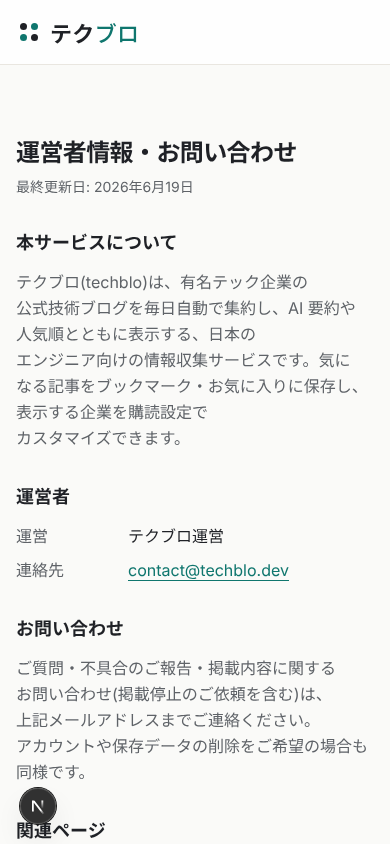 テクブロ
運営者情報・お問い合わせ
最終更新日: 2026年6月19日
本サービスについて
テクブロ(techblo)は、有名テック企業の
公式技術ブログを毎日自動で集約し、AI 要約や
人気順とともに表示する、日本の
エンジニア向けの情報収集サービスです。気に
なる記事をブックマーク・お気に入りに保存し、
表示する企業を購読設定で
カスタマイズできます。
運営者
運営 テクブロ運営
連絡先 contact@techblo.dev
お問い合わせ
ご質問・不具合のご報告・掲載内容に関する
お問い合わせ(掲載停止のご依頼を含む)は、
上記メールアドレスまでご連絡ください。
アカウントや保存データの削除をご希望の場合も
同様です。
N
関連ページ